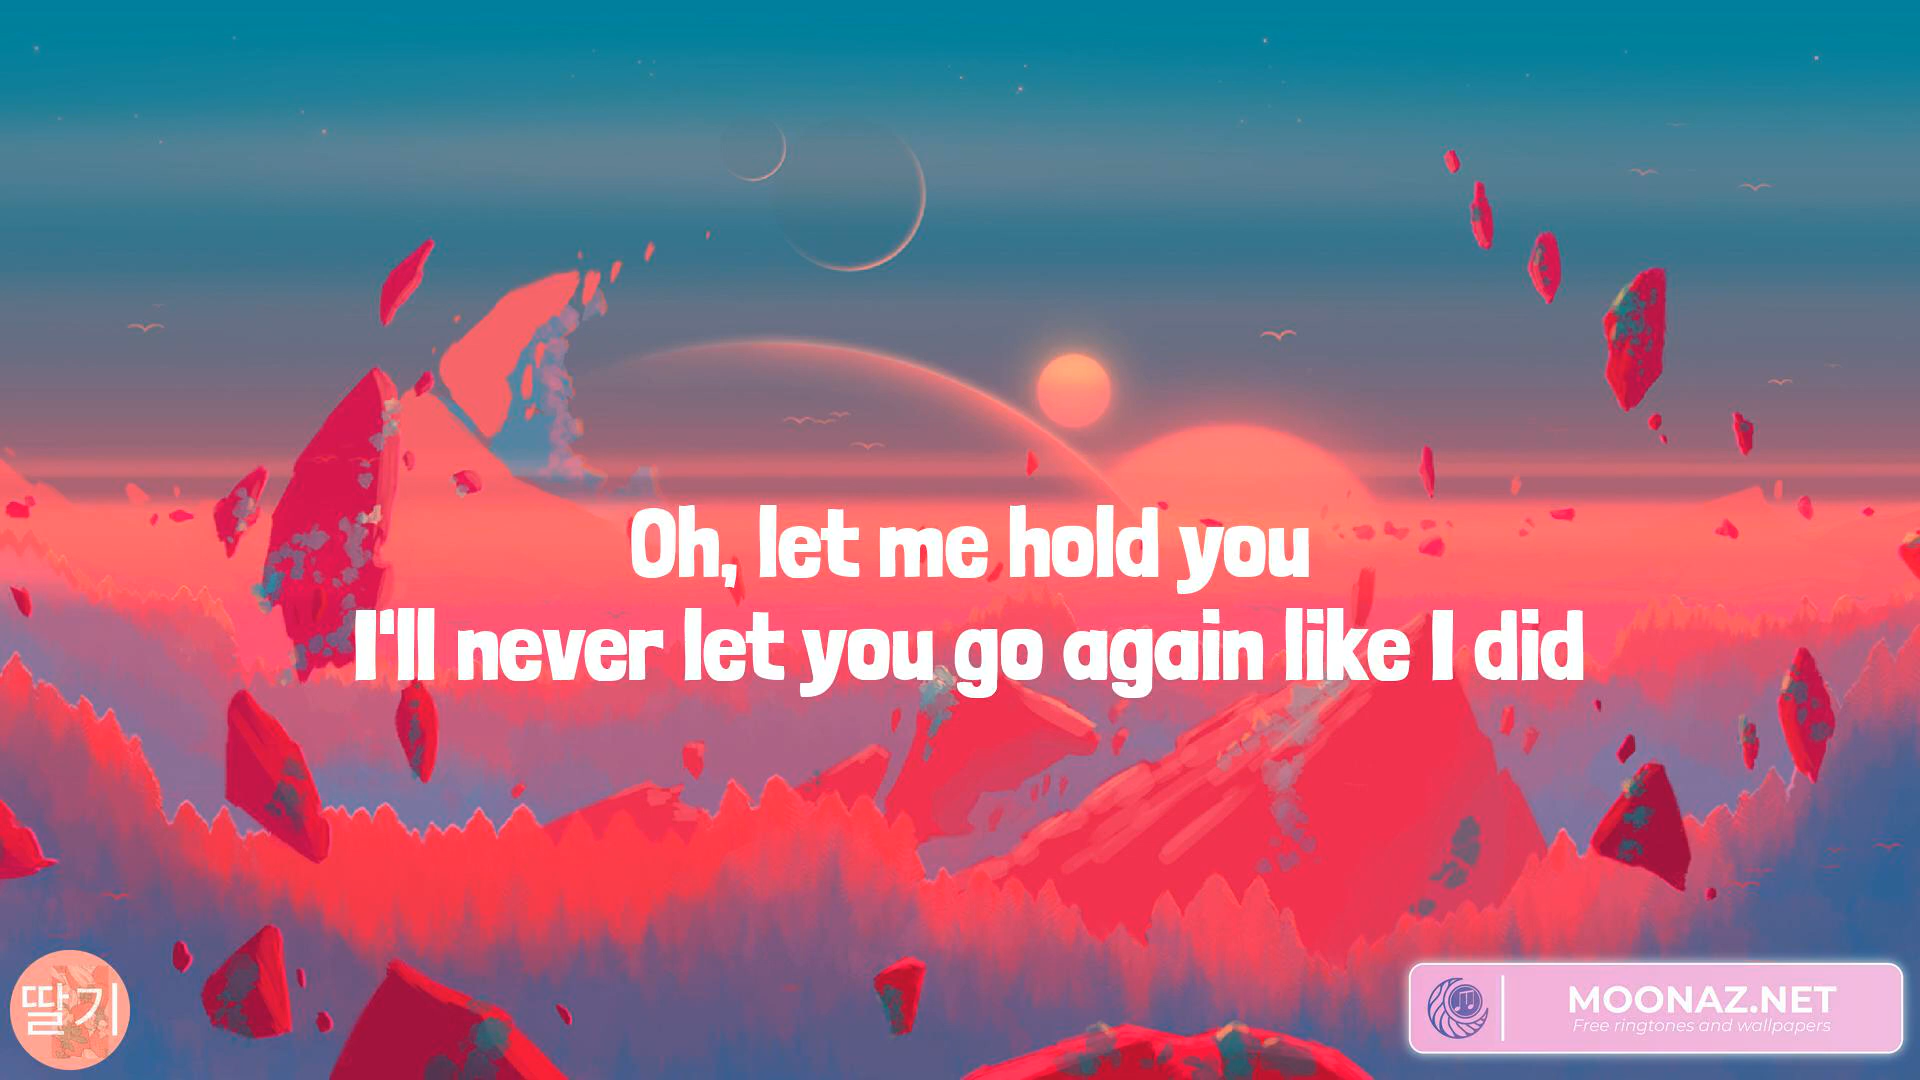 Oh, let me hold you
I'll never let you go again like I did
딸기
MOONAZ.NET
Free ringtones and wallpapers